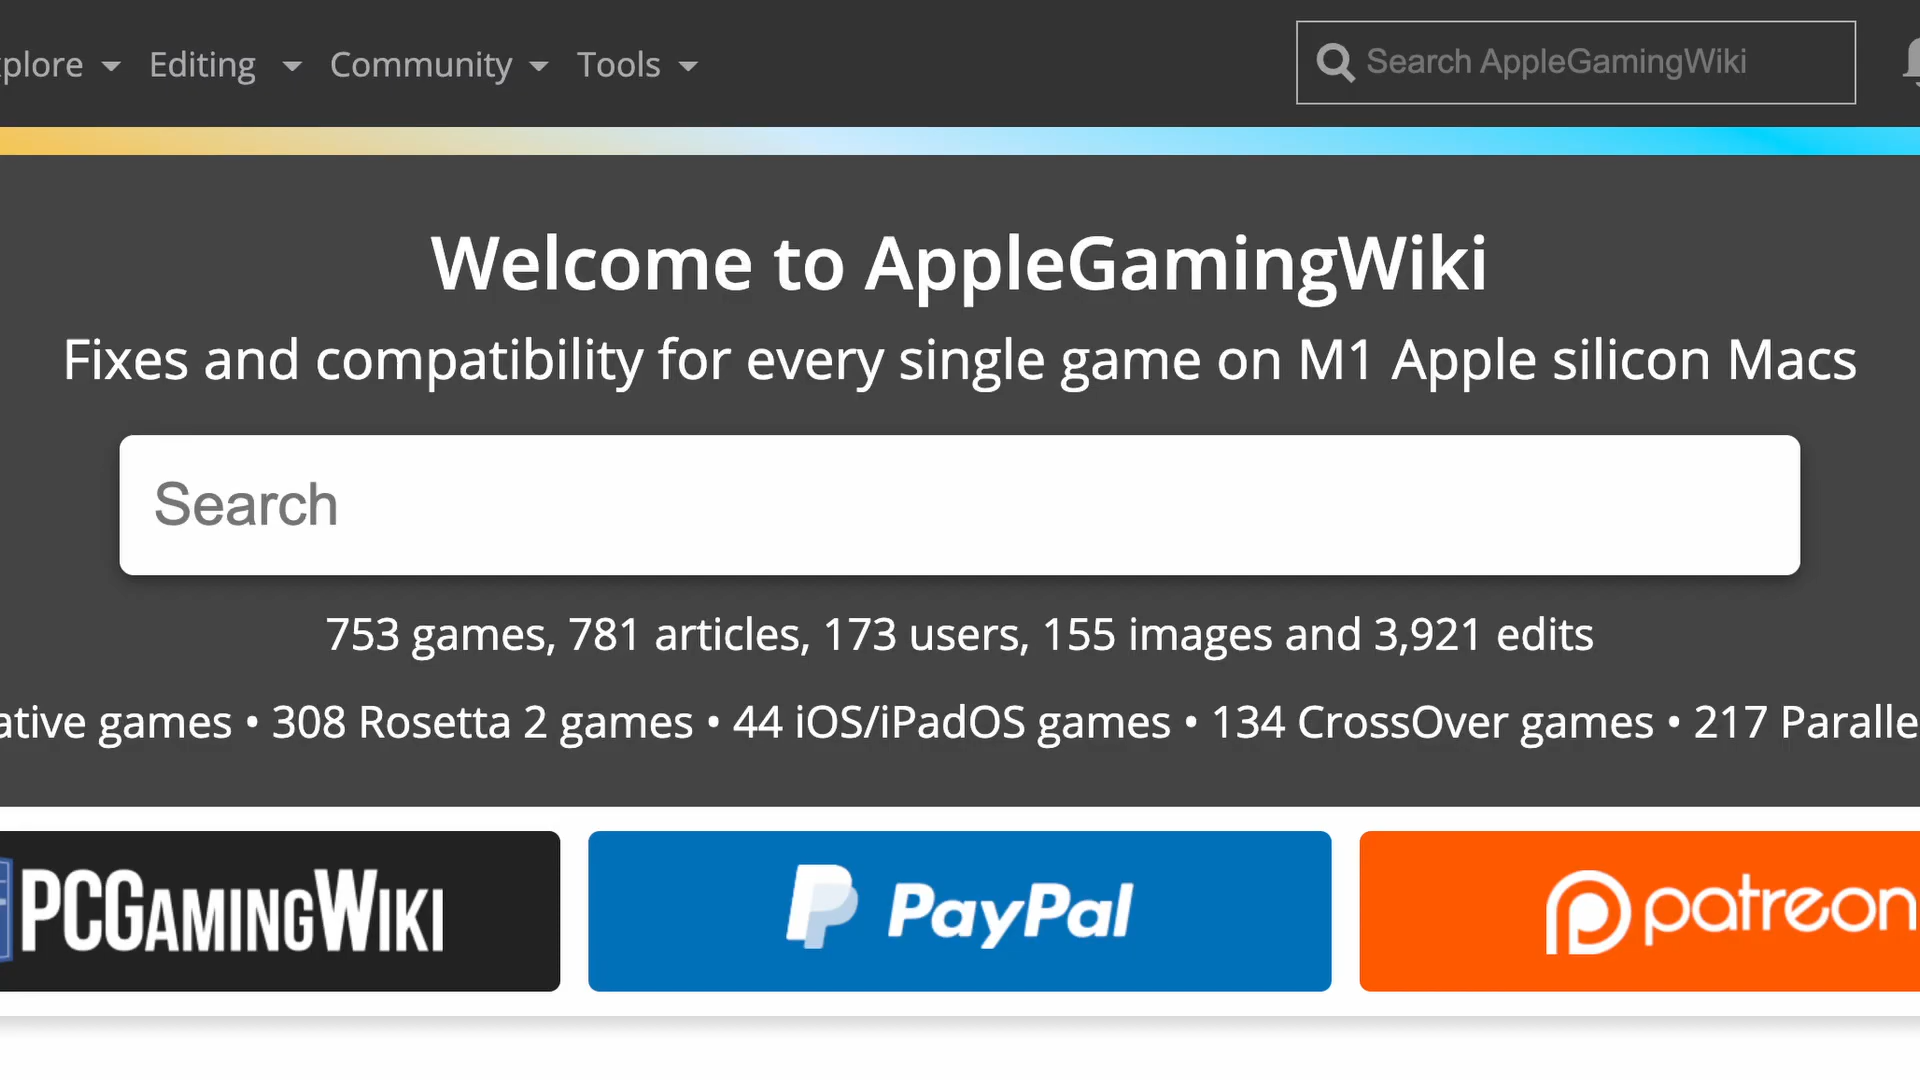 plore Editing Community Tools Search AppleGamingWiki
Welcome to AppleGamingWiki
Fixes and compatibility for every single game on M1 Apple silicon Macs
Search
753 games, 781 articles, 173 users, 155 images and 3,921 edits
ative games • 308 Rosetta 2 games • 44 iOS/iPadOS games • 134 CrossOver games • 217 Paralle
PCGamingWiki PayPal patreon